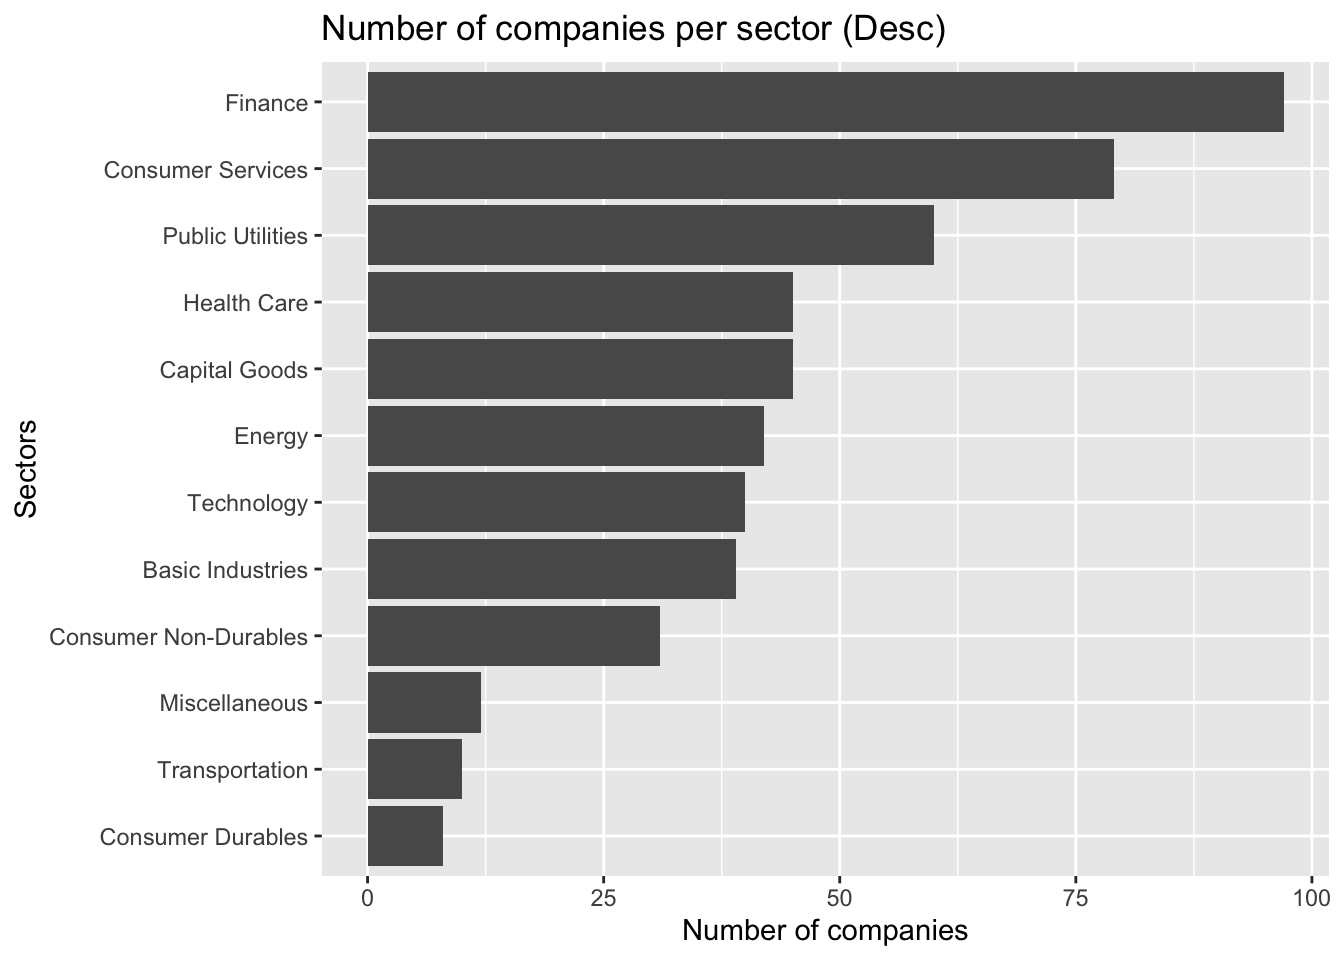 Number of companies per sector (Desc)
Finance
Consumer Services
Public Utilities
Health Care
Capital Goods
Energy
Technology
Basic Industries
Consumer Non-Durables
Miscellaneous
Transportation
Consumer Durables
Sectors
0 25 50 75 100
Number of companies